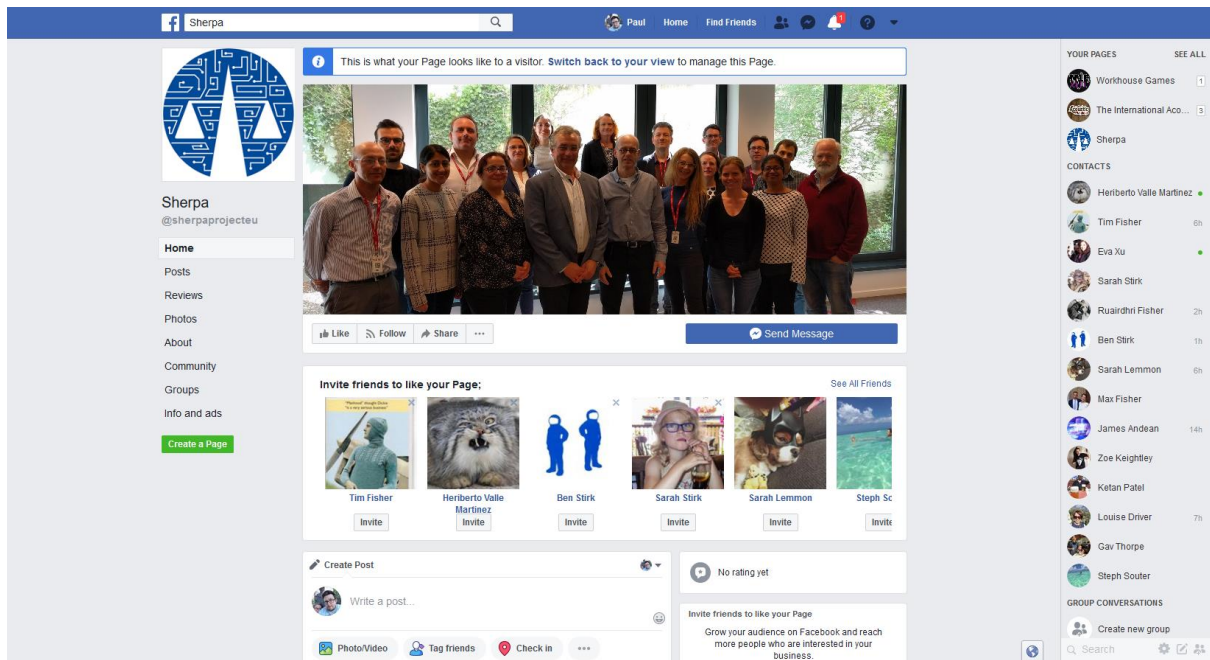 Sherpa
Paul
Home
Find Friends
1
This is what your Page looks like to a visitor. Switch back to your view to manage this Page.
Sherpa
@sherpaprojecteu
Home
Posts
Reviews
Photos
About
Community
Groups
Info and ads
Create a Page
Like
Follow
Share
Send Message
Invite friends to like your Page;
See All Friends
Tim Fisher
Invite
Heriberto Valle
Martinez
Invite
Ben Stirk
Invite
Sarah Stirk
Invite
Sarah Lemmon
Invite
Steph Sc
Invite
Create Post
Write a post...
Photo/Video
Tag friends
Check in
No rating yet
Invite friends to like your Page
Grow your audience on Facebook and reach
more people who are interested in your
business.
YOUR PAGES SEE ALL
Workhouse Games 1
The International Aco... 3
Sherpa
CONTACTS
Heriberto Valle Martinez
Tim Fisher 6h
Eva Xu
Sarah Stirk
Ruairdhri Fisher 2h
Ben Stirk 1h
Sarah Lemmon 6h
Max Fisher
James Andean 14h
Zoe Keightley
Ketan Patel
Louise Driver 7h
Gav Thorpe
Steph Souter
GROUP CONVERSATIONS
Create new group
Search